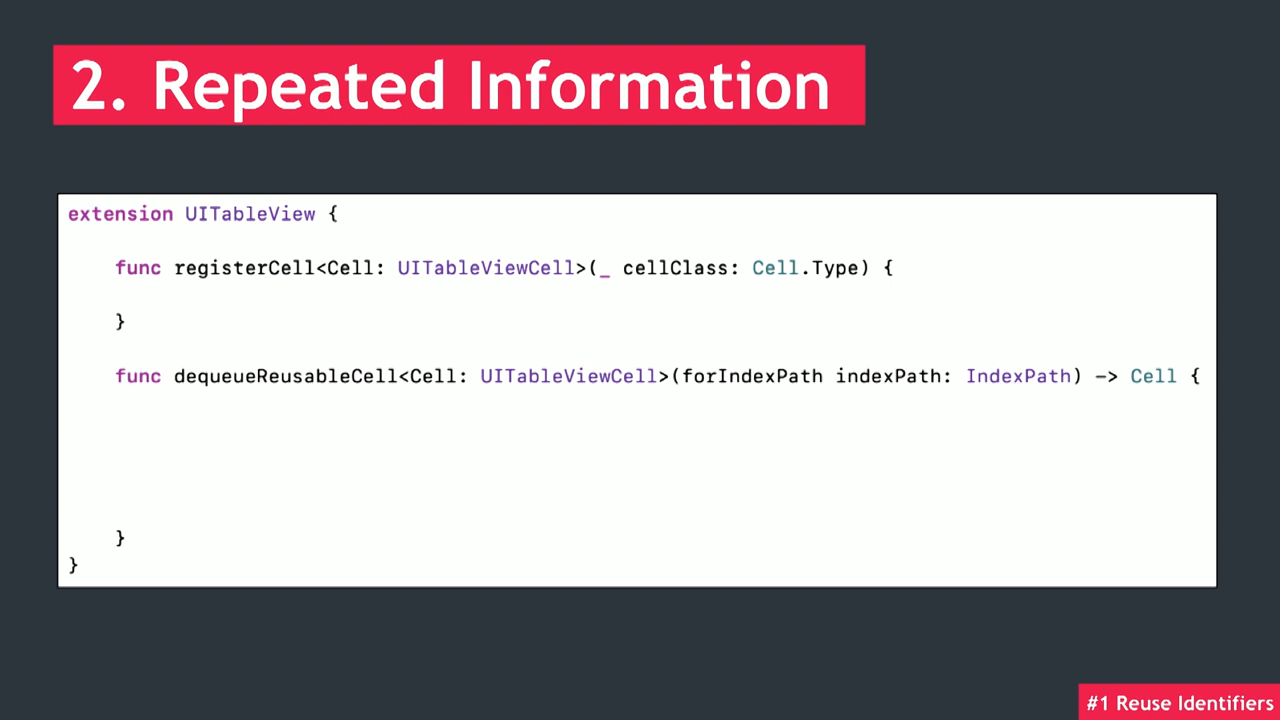 2. Repeated Information
extension UITableView {
func registerCell<Cell: UITableViewCell>(_ cellClass: Cell.Type) {
}
func dequeueReusableCell<Cell: UITableViewCell>(forIndexPath indexPath: IndexPath) -> Cell {
}
}
#1 Reuse Identifiers